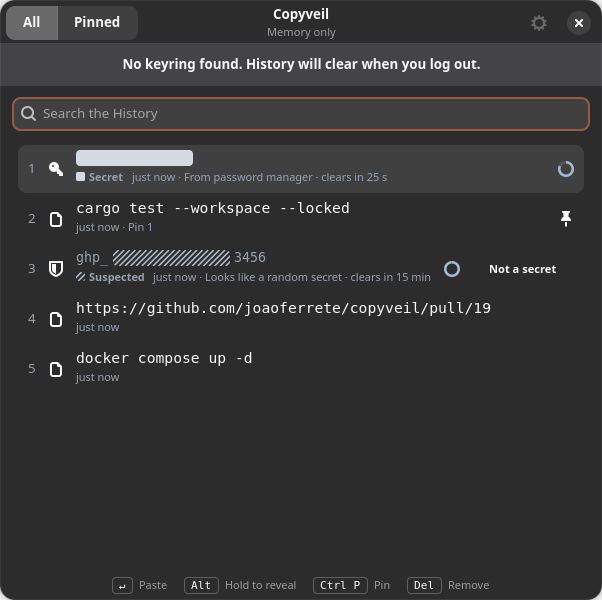 All
Pinned
Copyveil
Memory only
No keyring found. History will clear when you log out.
Search the History
1
Secret just now · From password manager · clears in 25 s
2 cargo test --workspace --locked
just now · Pin 1
3 ghp_ 3456
Suspected just now · Looks like a random secret · clears in 15 min
Not a secret
4 https://github.com/joaoferrete/copyveil/pull/19
just now
5 docker compose up -d
just now
↵ Paste Alt Hold to reveal Ctrl P Pin Del Remove